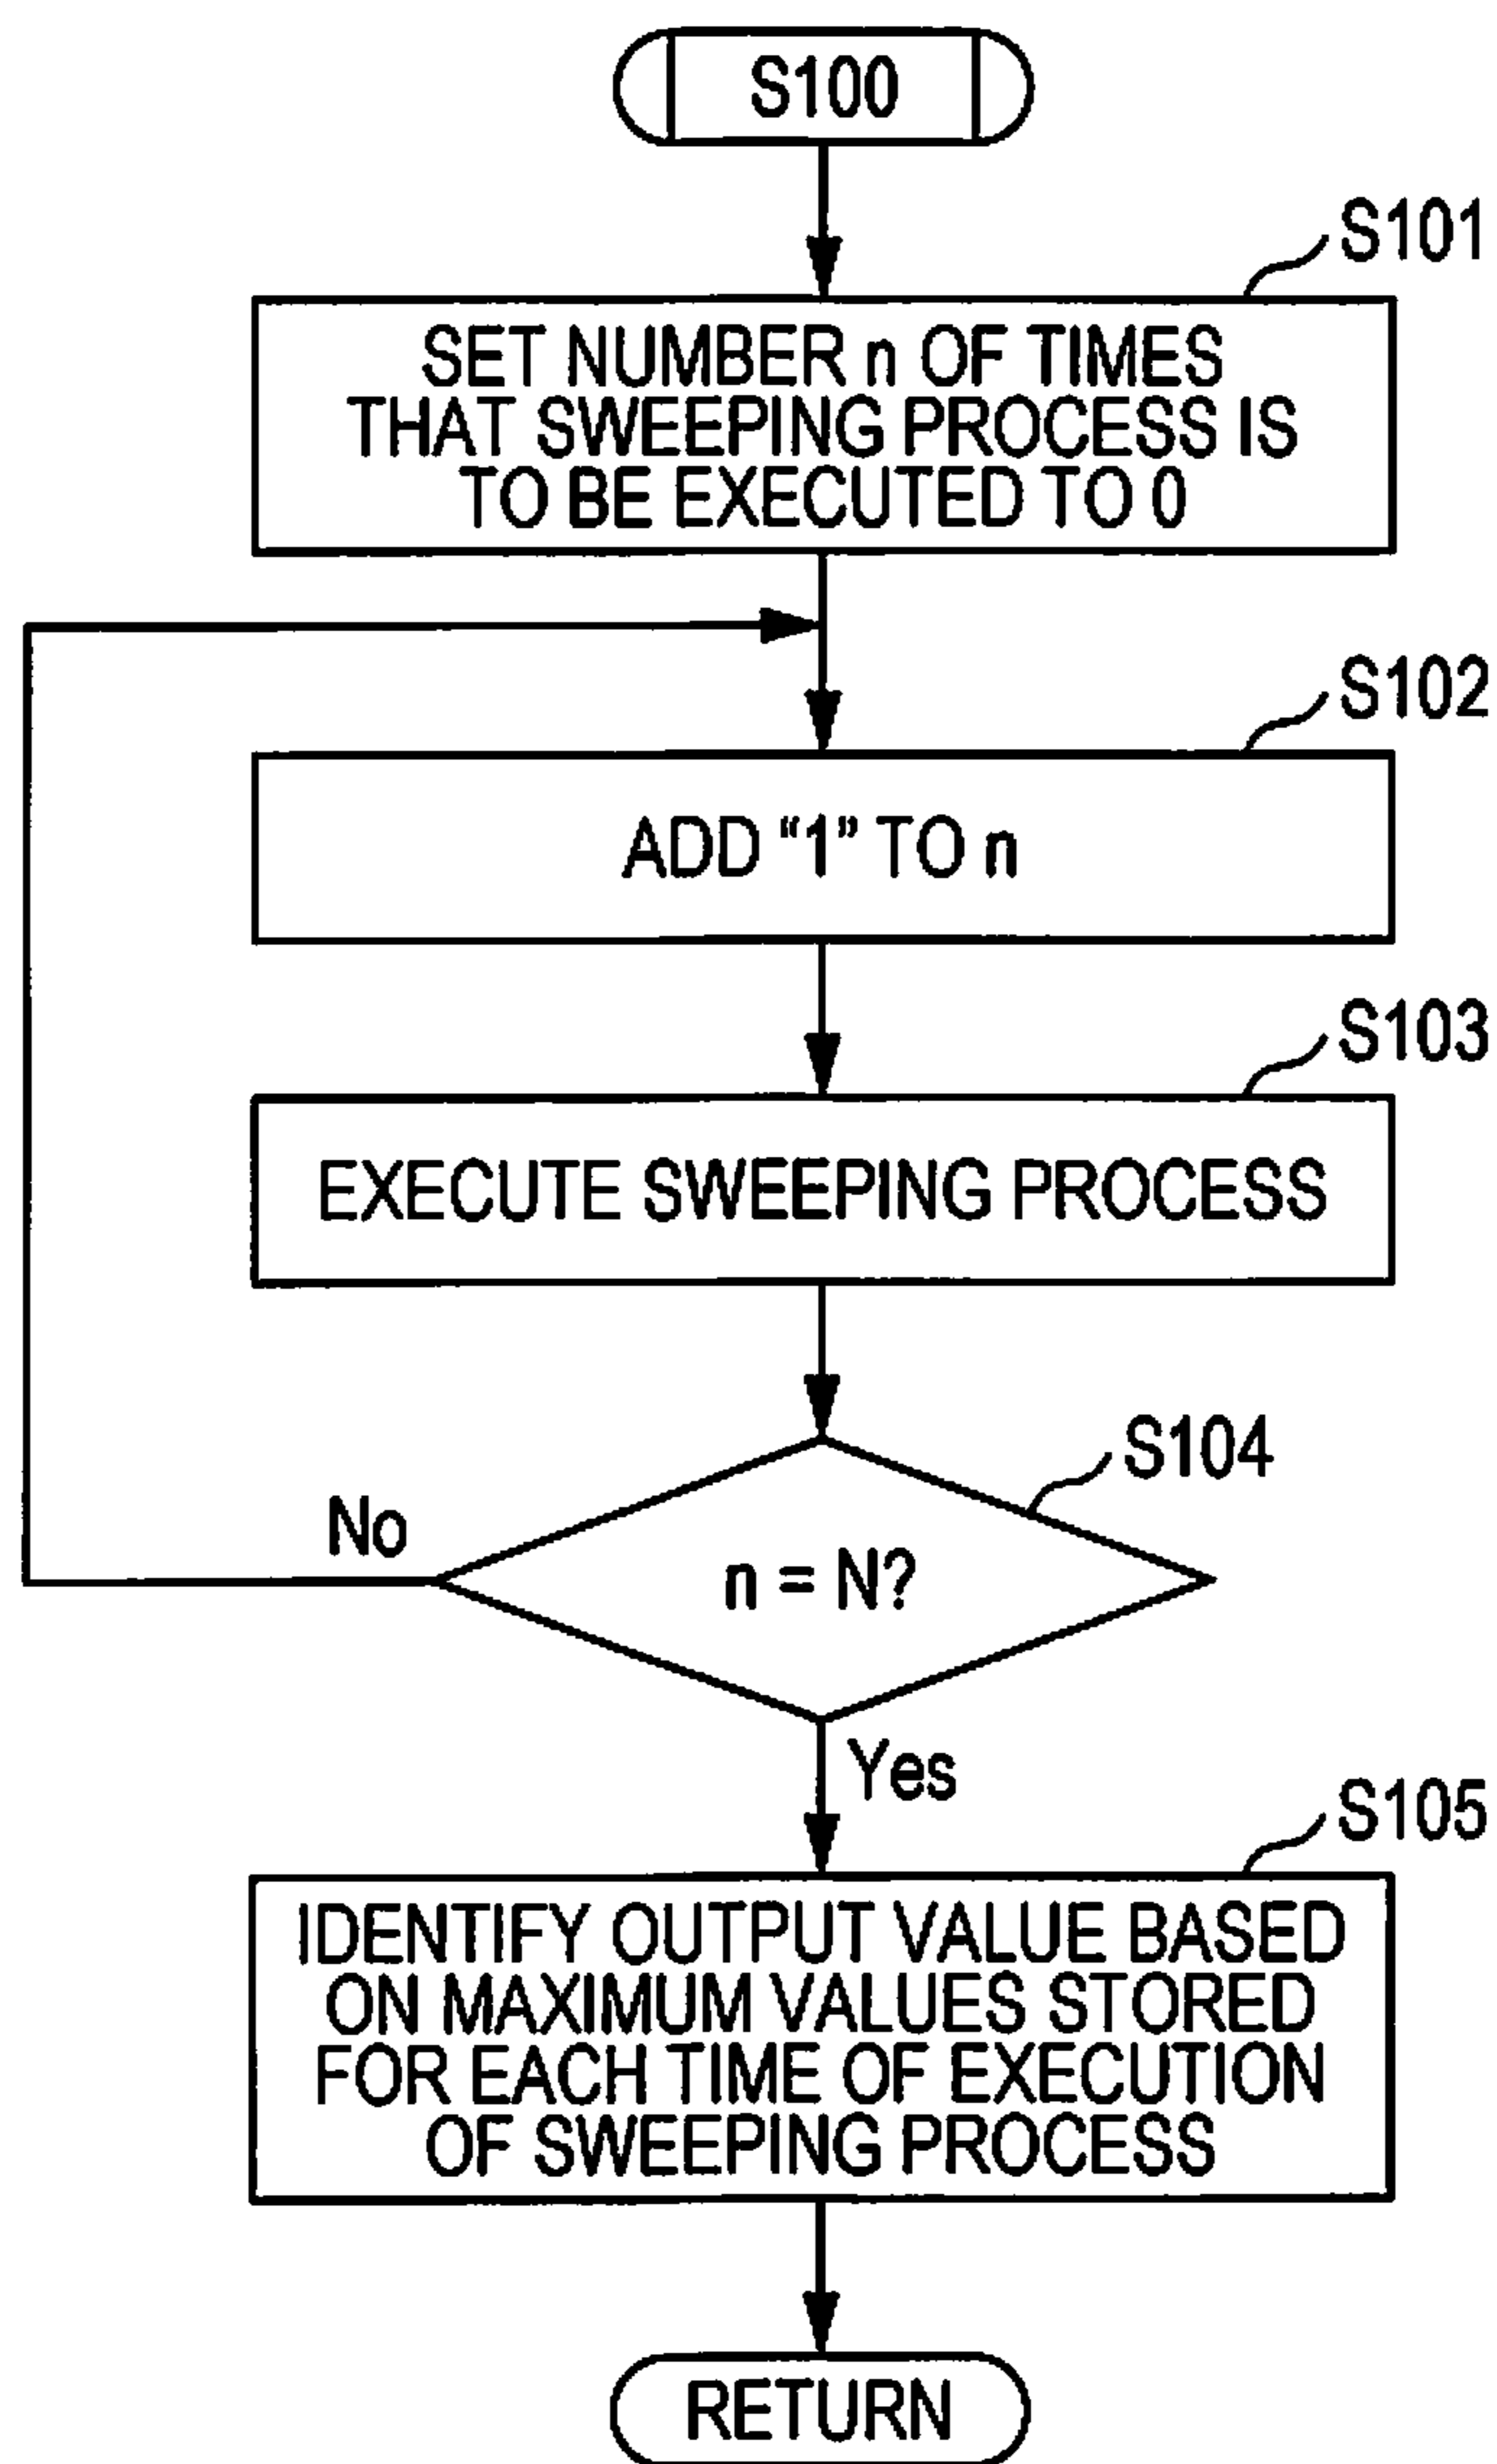 S100
S101
SET NUMBER n OF TIMES
THAT SWEEPING PROCESS IS
TO BE EXECUTED TO 0
S102
ADD “1” TO n
S103
EXECUTE SWEEPING PROCESS
S104
No
n = N?
Yes
S105
IDENTIFY OUTPUT VALUE BASED
ON MAXIMUM VALUES STORED
FOR EACH TIME OF EXECUTION
OF SWEEPING PROCESS
RETURN